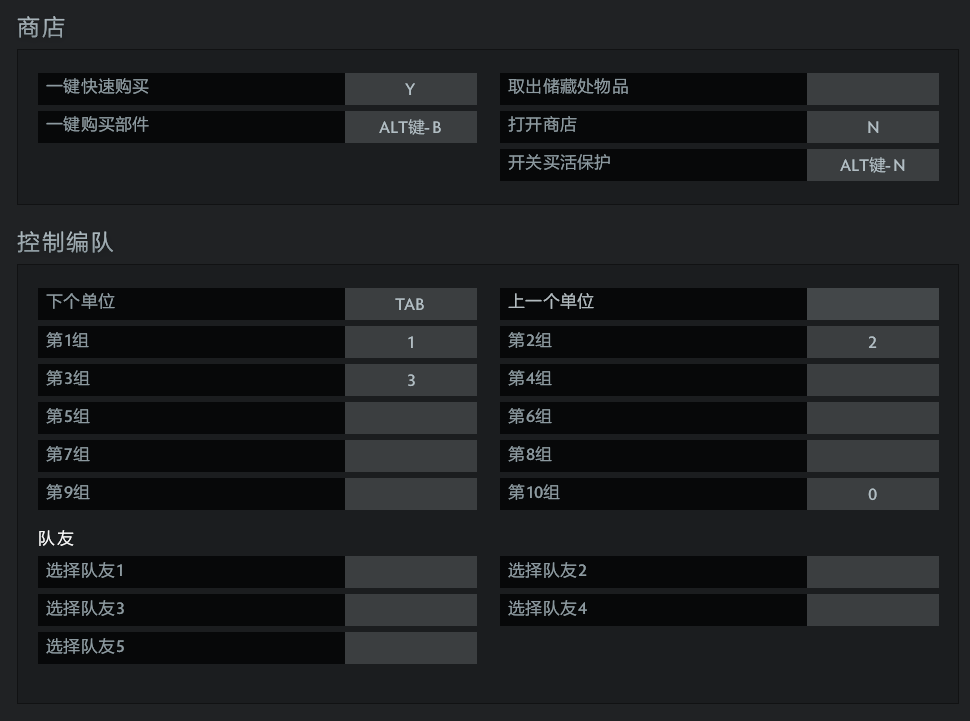 商店
一键快速购买 Y 取出储藏处物品
一键购买部件 ALT键-B 打开商店 N
开关买活保护 ALT键-N
控制编队
下个单位 TAB 上一个单位
第1组 1 第2组 2
第3组 3 第4组
第5组 第6组
第7组 第8组
第9组 第10组 0
队友
选择队友1 选择队友2
选择队友3 选择队友4
选择队友5